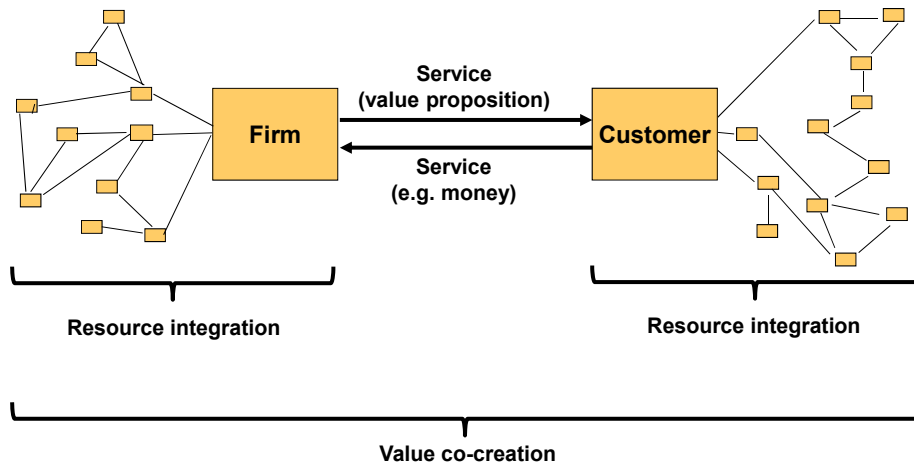 Service
(value proposition)
Firm
Customer
Service
(e.g. money)
Resource integration
Resource integration
Value co-creation